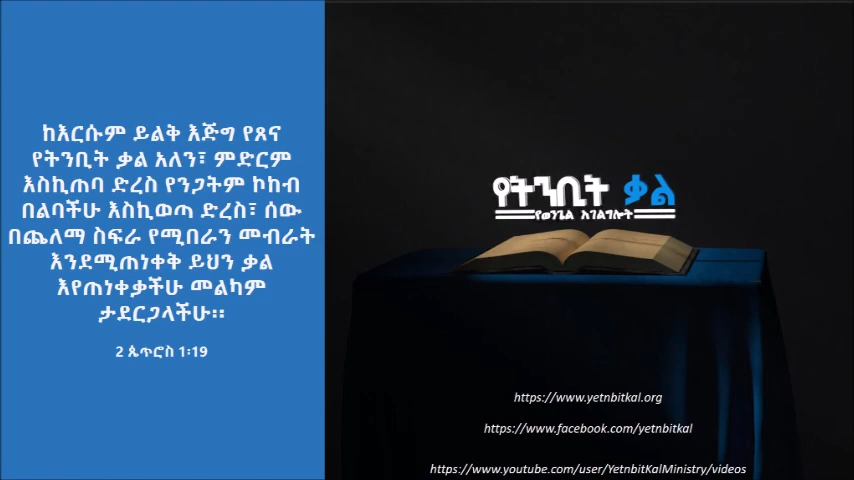 ከእርሱም ይልቅ እጅግ የጸና
የትንቢት ቃል አለን፣ ምድርም
እስኪጠባ ድረስ የንጋትም ኮከብ
በልባችሁ እስኪወጣ ድረስ፣ ሰው
በጨለማ ስፍራ የሚበራን መብራት
እንደሚጠነቀቅ ይህን ቃል
እየጠነቀቃችሁ መልካም
ታደርጋላችሁ፡፡
2 ጴጥሮስ 1፡19
የትንቢት ቃል
የወንጌል አገልግሎት
https://www.yetnbitkal.org
https://www.facebook.com/yetnbitkal
https://www.youtube.com/user/YetnbitKalMinistry/videos